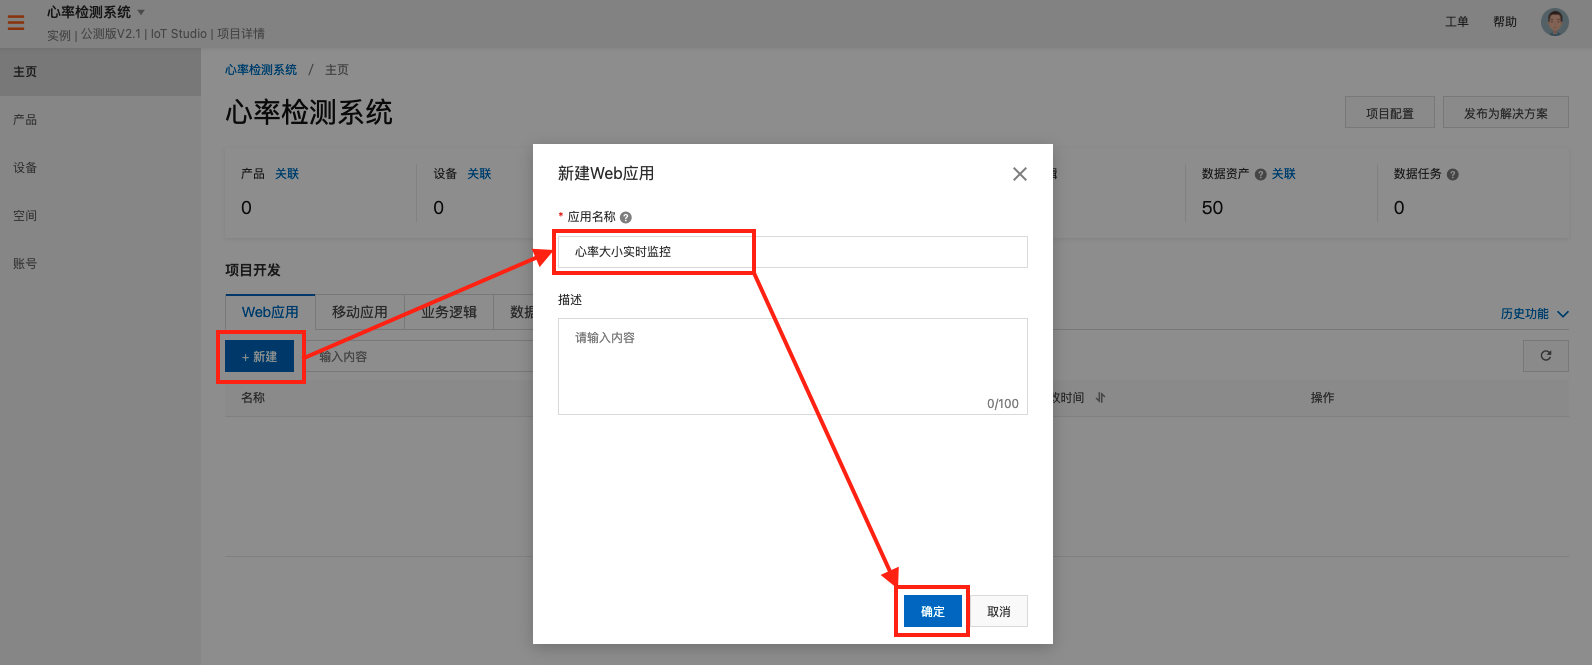 心率检测系统
实例 | 公测版V2.1 | IoT Studio | 项目详情
工单 帮助
主页
产品
设备
空间
账号
心率检测系统 / 主页
心率检测系统
项目配置 发布为解决方案
产品 关联
0
设备 关联
0
数据资产 ? 关联
50
数据任务 ?
0
项目开发
Web应用 移动应用 业务逻辑 数据
历史功能
+ 新建 输入内容
名称 改时间 操作
新建Web应用
* 应用名称 ?
心率大小实时监控
描述
请输入内容
0/100
确定 取消